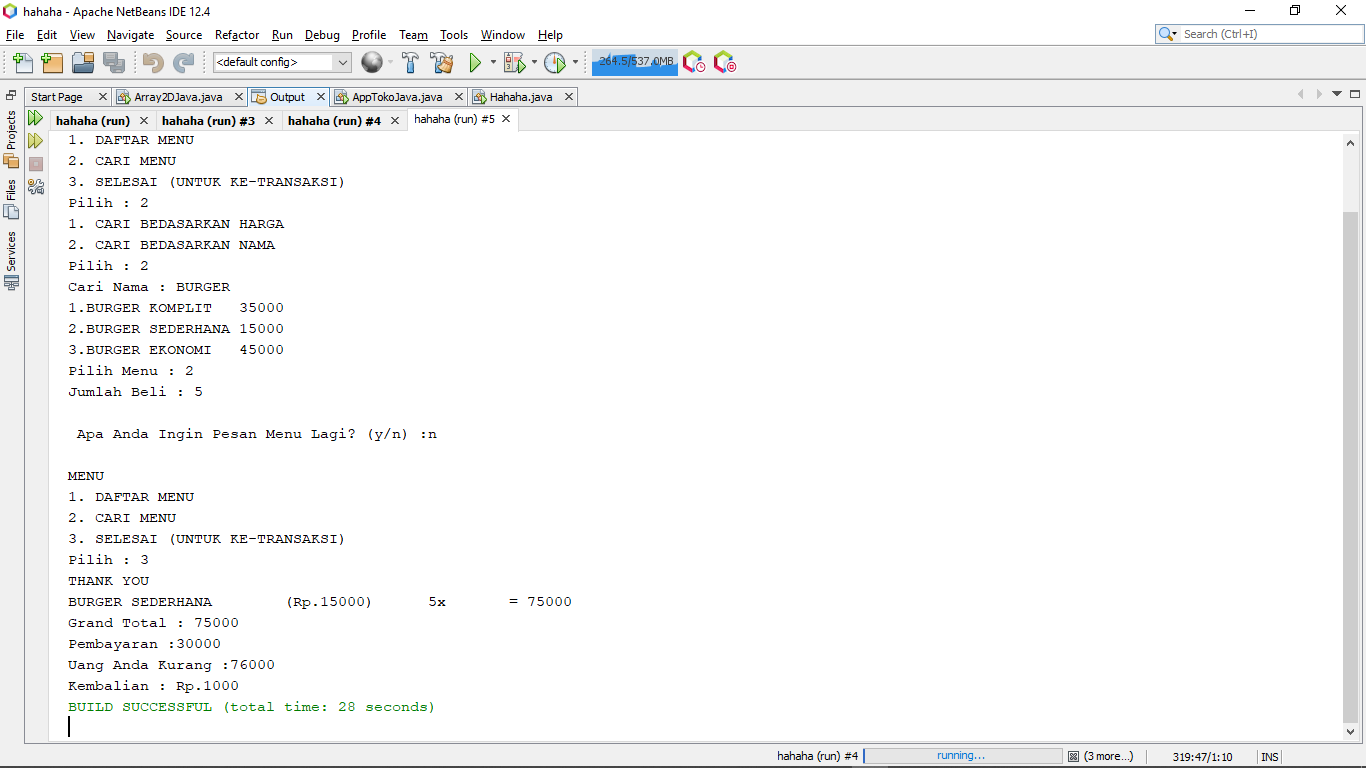 hahaha - Apache NetBeans IDE 12.4
File Edit View Navigate Source Refactor Run Debug Profile Team Tools Window Help
Search (Ctrl+I)
<default config>
264.5/537.0MB
Start Page Array2DJava.java Output AppTokoJava.java Hahaha.java
hahaha (run) hahaha (run) #3 hahaha (run) #4 hahaha (run) #5
Projects
Files
Services
1. DAFTAR MENU
2. CARI MENU
3. SELESAI (UNTUK KE-TRANSAKSI)
Pilih : 2
1. CARI BEDASARKAN HARGA
2. CARI BEDASARKAN NAMA
Pilih : 2
Cari Nama : BURGER
1.BURGER KOMPLIT   35000
2.BURGER SEDERHANA 15000
3.BURGER EKONOMI   45000
Pilih Menu : 2
Jumlah Beli : 5
Apa Anda Ingin Pesan Menu Lagi? (y/n) :n
MENU
1. DAFTAR MENU
2. CARI MENU
3. SELESAI (UNTUK KE-TRANSAKSI)
Pilih : 3
THANK YOU
BURGER SEDERHANA        (Rp.15000)      5x       = 75000
Grand Total : 75000
Pembayaran :30000
Uang Anda Kurang :76000
Kembalian : Rp.1000
BUILD SUCCESSFUL (total time: 28 seconds)
hahaha (run) #4 running... (3 more...) 319:47/1:10 INS